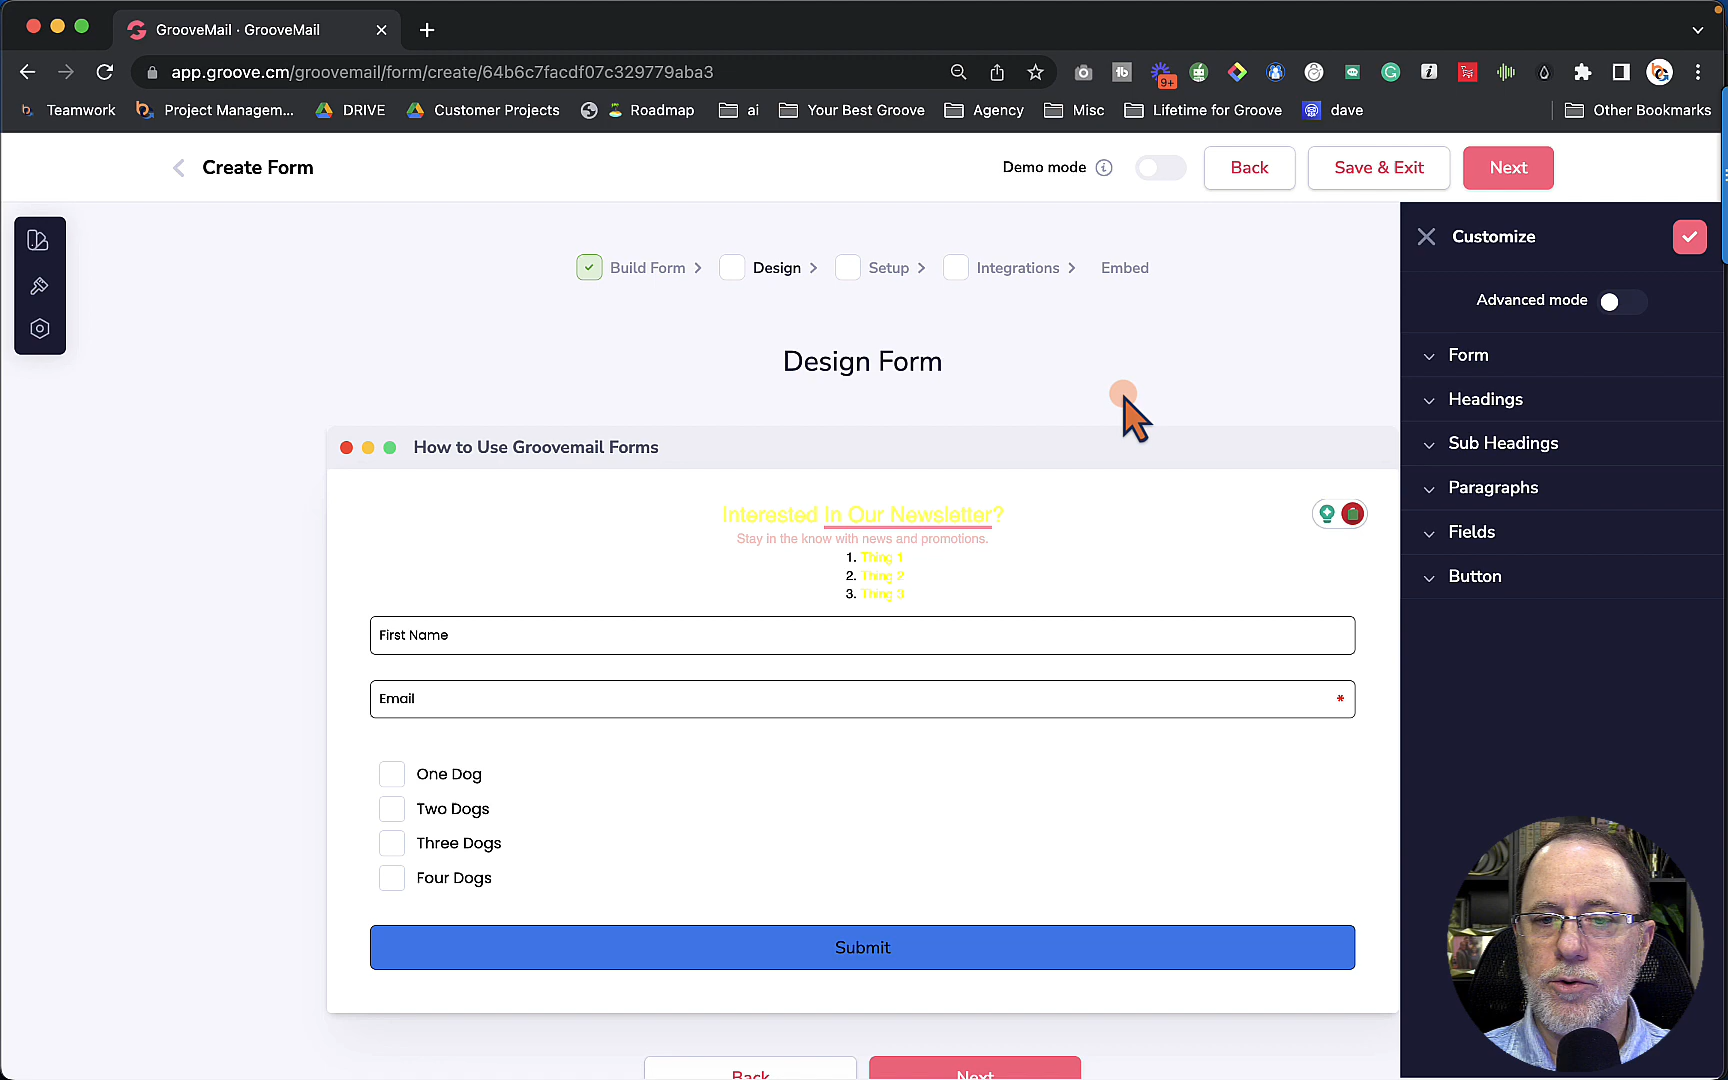 GrooveMail · GrooveMail
app.groove.cm/groovemail/form/create/64b6c7facdf07c329779aba3
9+
Teamwork
Project Managem...
DRIVE
Customer Projects
Roadmap
ai
Your Best Groove
Agency
Misc
Lifetime for Groove
dave
Other Bookmarks
Create Form
Demo mode
Back
Save & Exit
Next
Customize
Advanced mode
Build Form
Design
Setup
Integrations
Embed
Form
Headings
Sub Headings
Paragraphs
Fields
Button
Design Form
How to Use Groovemail Forms
Interested In Our Newsletter?
Stay in the know with news and promotions.
1. Thing 1
2. Thing 2
3. Thing 3
First Name
Email *
One Dog
Two Dogs
Three Dogs
Four Dogs
Submit
Back
Next